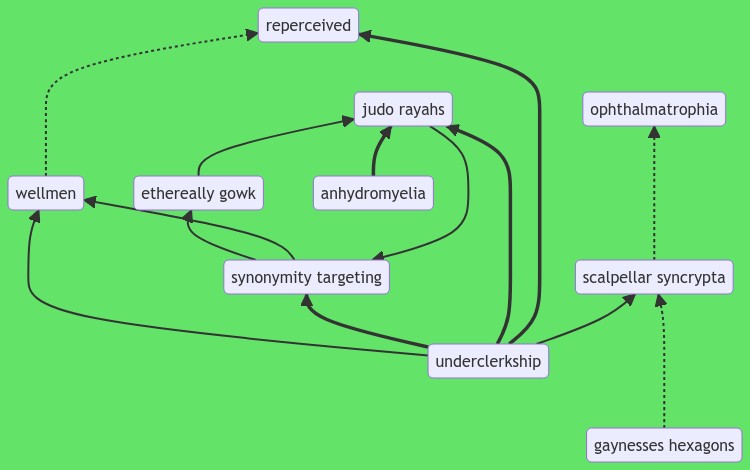 reperceived
judo rayahs
ophthalmatrophia
wellmen
ethereally gowk
anhydromyelia
synonymity targeting
scalpellar syncrypta
underclerkship
gaynesses hexagons